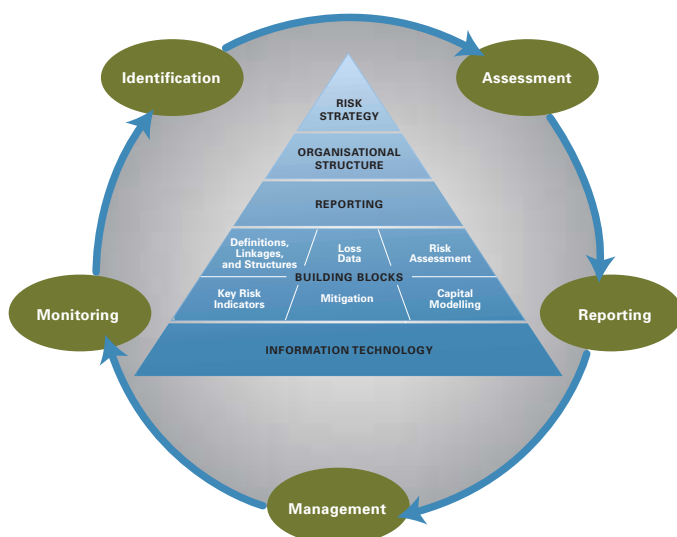 Identification
Assessment
RISK
STRATEGY
ORGANISATIONAL
STRUCTURE
REPORTING
Definitions,
Linkages,
and Structures
Loss
Data
Risk
Assessment
BUILDING BLOCKS
Key Risk
Indicators
Mitigation
Capital
Modelling
Monitoring
Reporting
INFORMATION TECHNOLOGY
Management